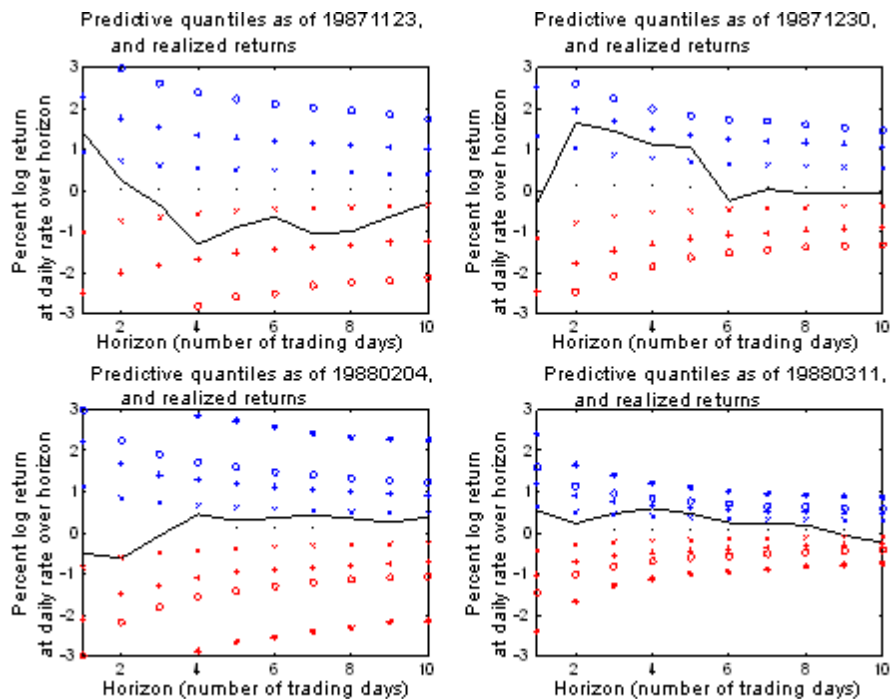 Predictive quantiles as of 19871123,
and realized returns
Percent log return
at daily rate over horizon
3
2
1
0
-1
-2
-3
2
4
6
8
10
Horizon (number of trading days)
Predictive quantiles as of 19871230,
and realized returns
Percent log return
at daily rate over horizon
3
2
1
0
-1
-2
-3
2
4
6
8
10
Horizon (number of trading days)
Predictive quantiles as of 19880204,
and realized returns
Percent log return
at daily rate over horizon
3
2
1
0
-1
-2
-3
2
4
6
8
10
Horizon (number of trading days)
Predictive quantiles as of 19880311,
and realized returns
Percent log return
at daily rate over horizon
3
2
1
0
-1
-2
-3
2
4
6
8
10
Horizon (number of trading days)